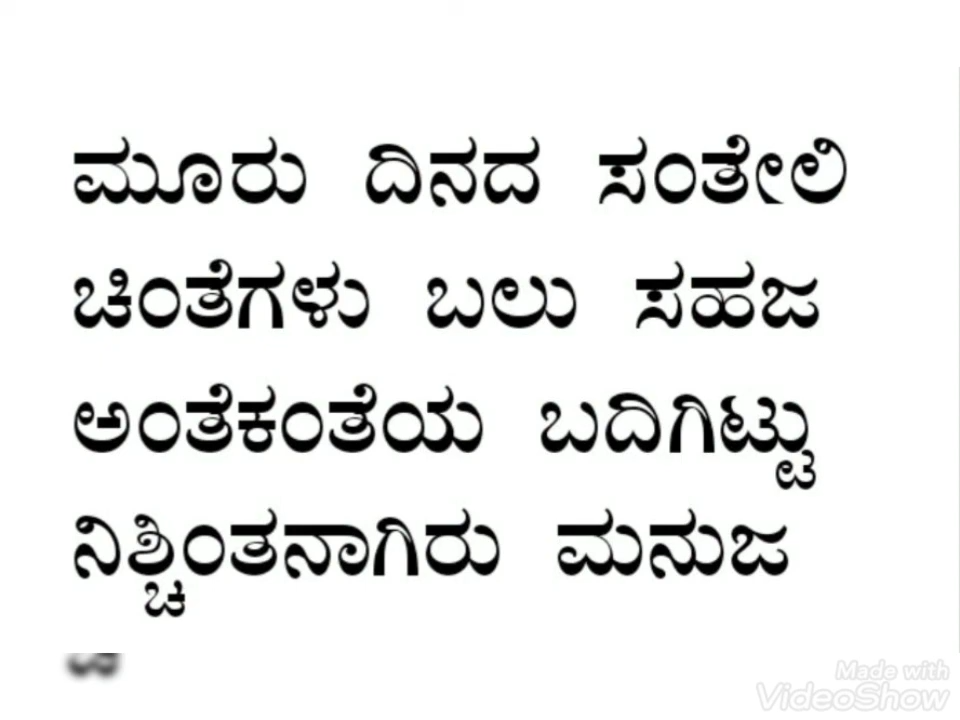 ಮೂರು ದಿನದ ಸಂತೇಲಿ
ಚಿಂತೆಗಳು ಬಲು ಸಹಜ
ಅಂತೆಕಂತೆಯ ಬದಿಗಿಟ್ಟು
ನಿಶ್ಚಿಂತನಾಗಿರು ಮನುಜ
Made with
VideoShow